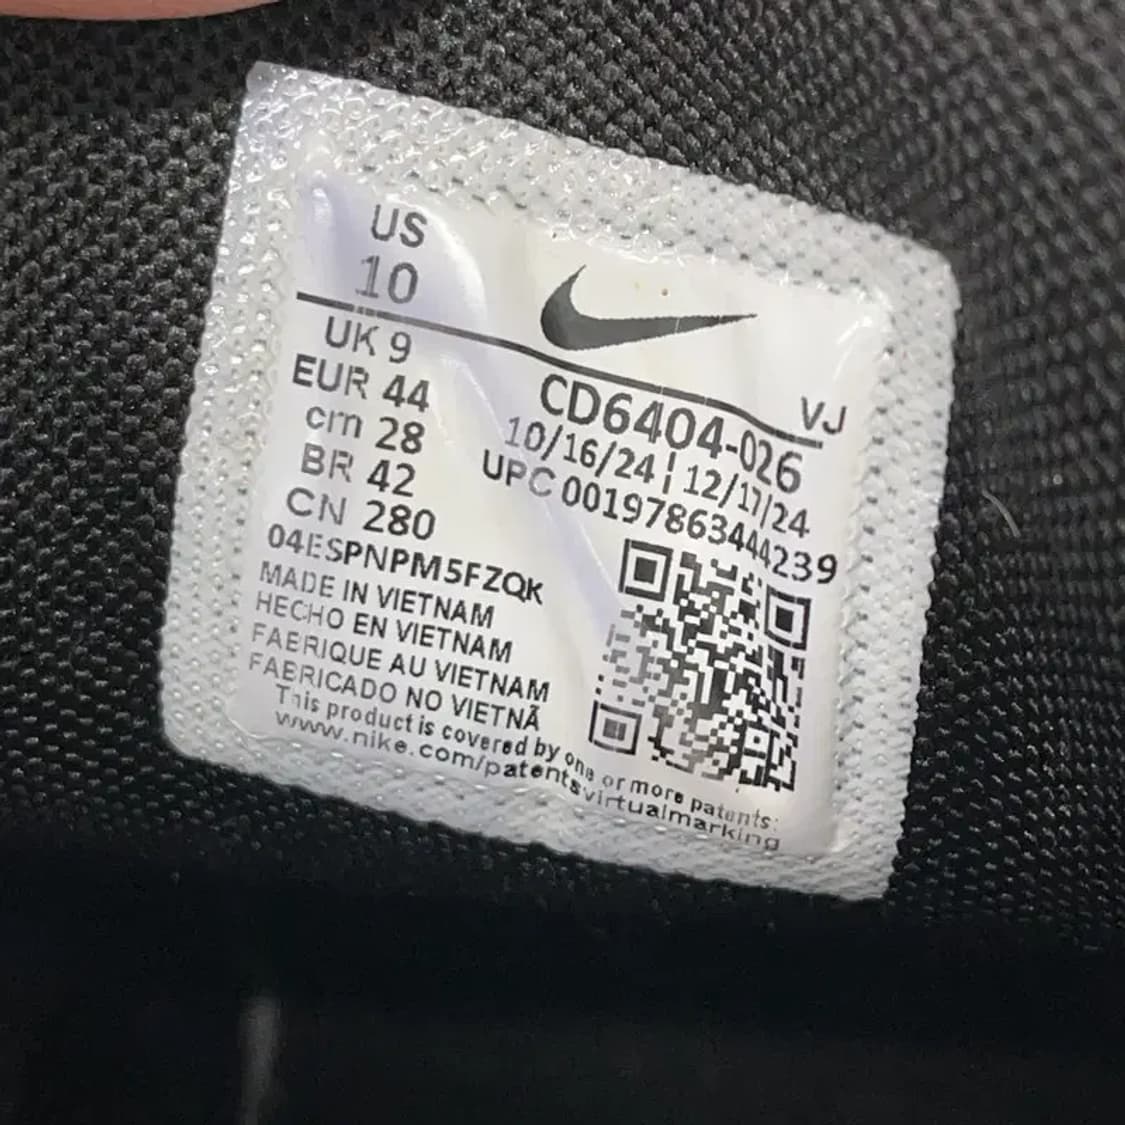 US
10
UK 9
EUR 44
cm 28
BR 42
CN 280
04ESPNPM5FZQK
MADE IN VIETNAM
HECHO EN VIETNAM
FAERIQUE AU VIETNAM
FABRICADO NO VIETNÃ
This product is covered by one or more patents:
www.nike.com/patentsvirtualmarking
VJ
CD6404-026
10/16/24 ¦ 12/17/24
UPC 00197863444239